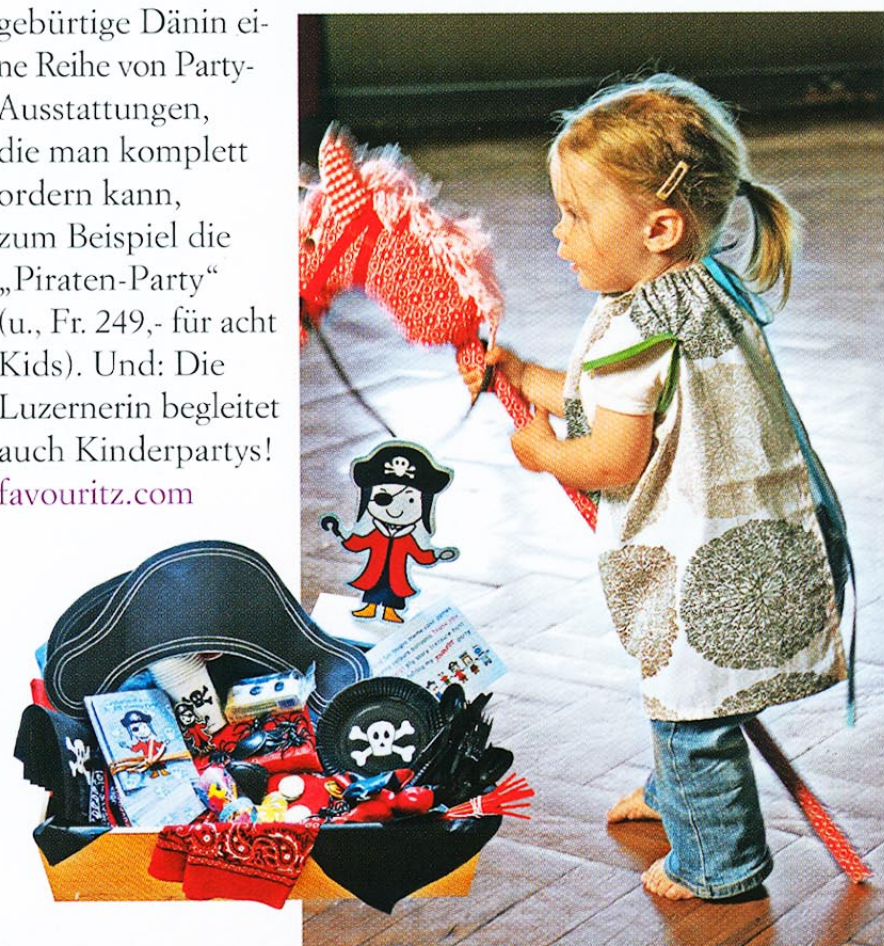 gebürtige Dänin ei-
ne Reihe von Party-
Ausstattungen,
die man komplett
ordern kann,
zum Beispiel die
„Piraten-Party“
(u., Fr. 249,- für acht
Kids). Und: Die
Luzernerin begleitet
auch Kinderpartys!
favouritz.com